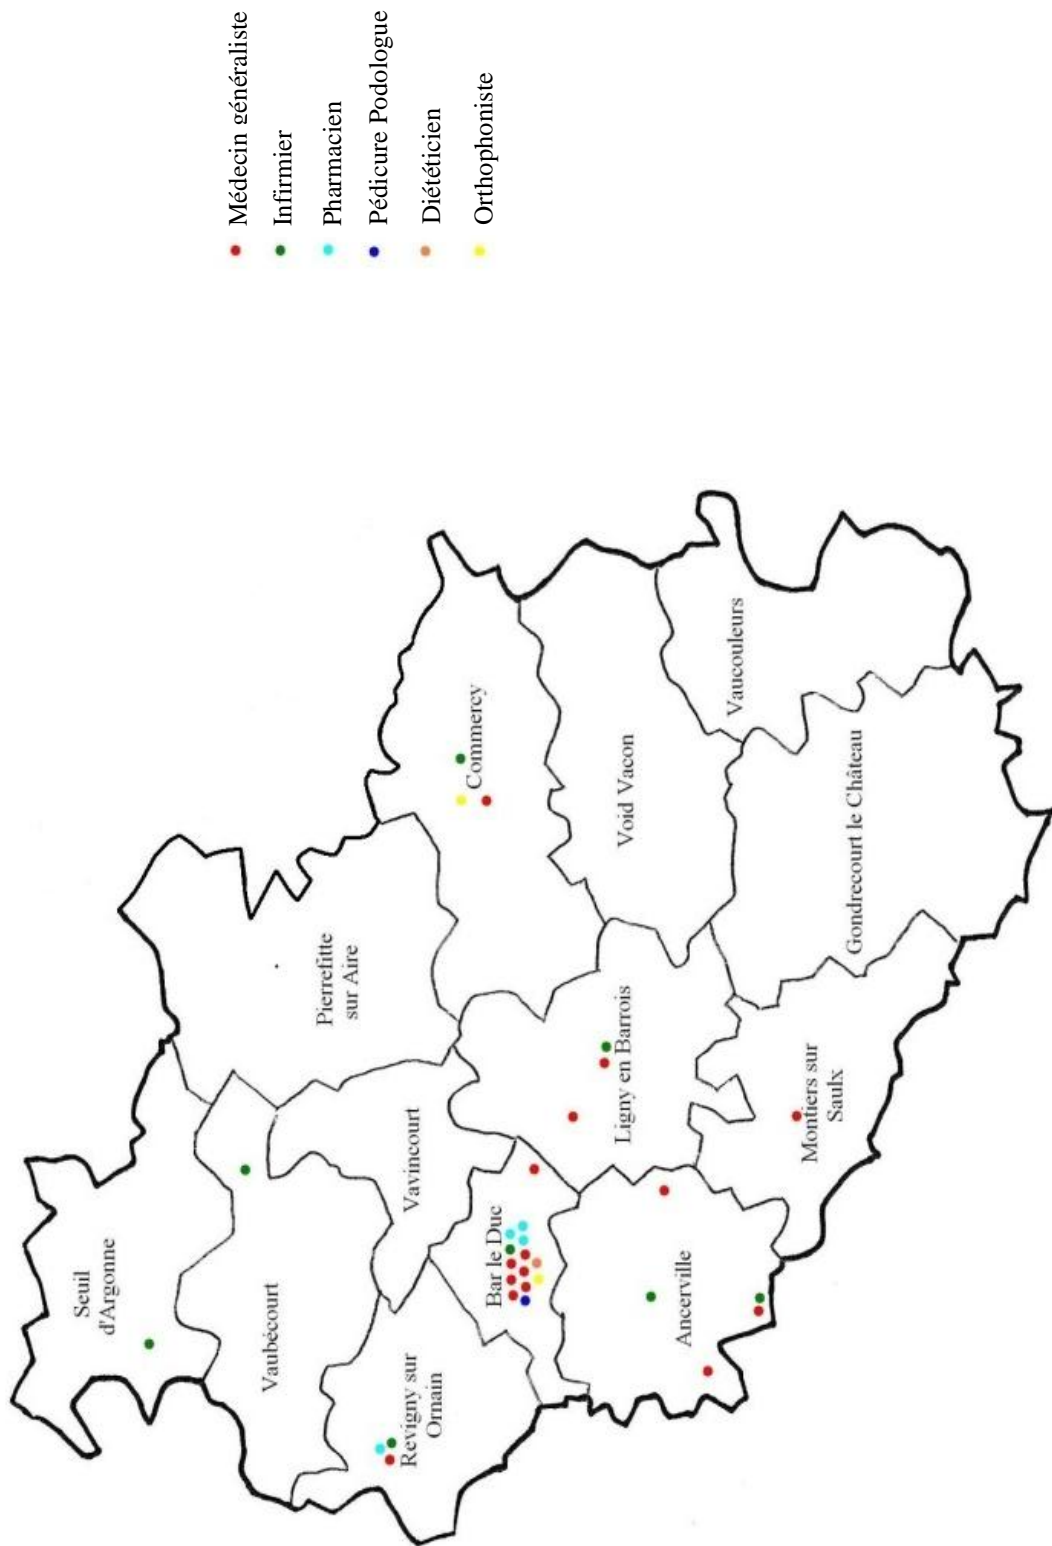 Médecin généraliste
Infirmier
Pharmacien
Pédicure Podologue
Diététicien
Orthophoniste
Seuil
d'Argonne
Vaubécourt
Pierrefitte
sur Aire
Revigny sur
Ornain
Vavincourt
Commercy
Bar le Duc
Ligny en Barrois
Void Vacon
Ancerville
Vaucouleurs
Montiers sur
Saulx
Gondrecourt le Château